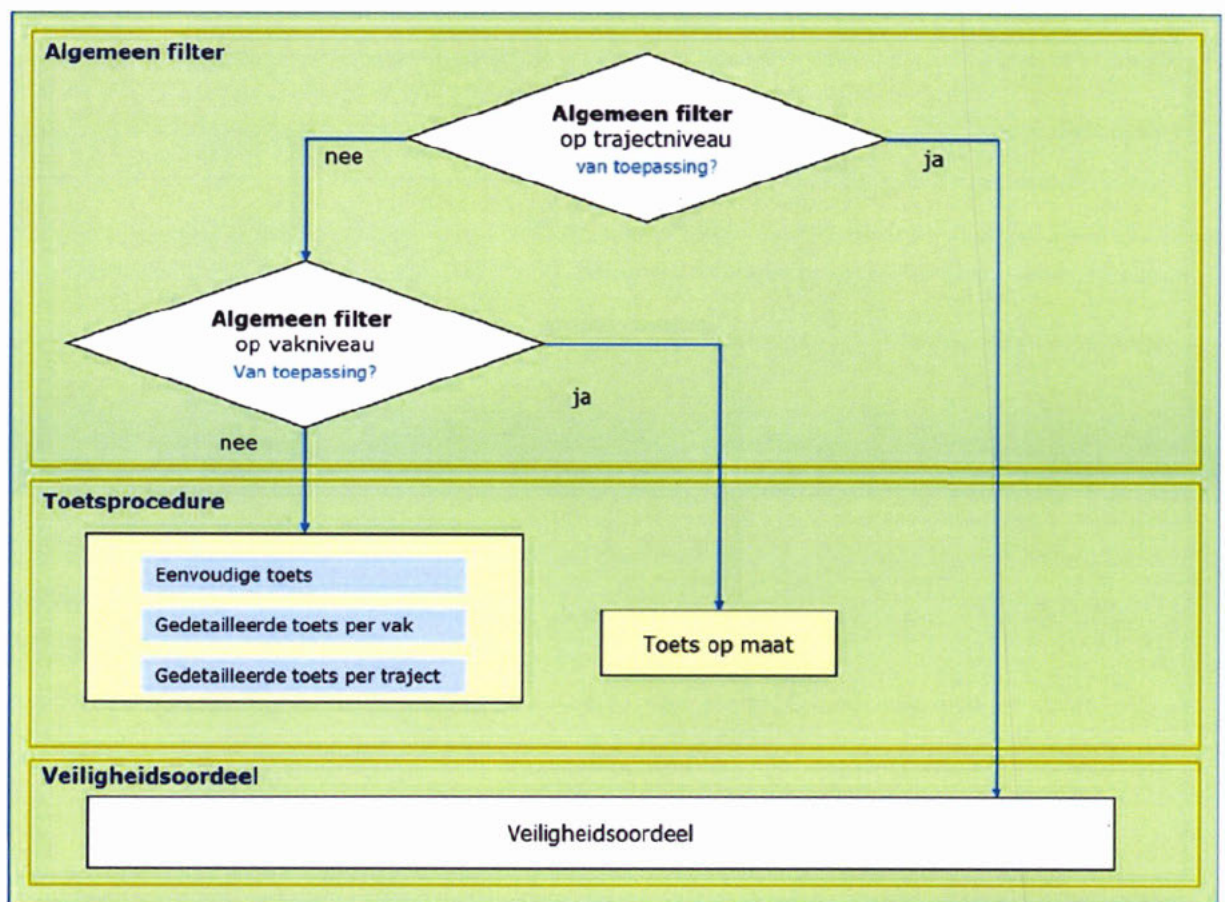 Algemeen filter
Algemeen filter
op trajectniveau
van toepassing?
nee
ja
Algemeen filter
op vakniveau
Van toepassing?
ja
nee
Toetsprocedure
Eenvoudige toets
Gedetailleerde toets per vak
Gedetailleerde toets per traject
Toets op maat
Veiligheidsoordeel
Veiligheidsoordeel